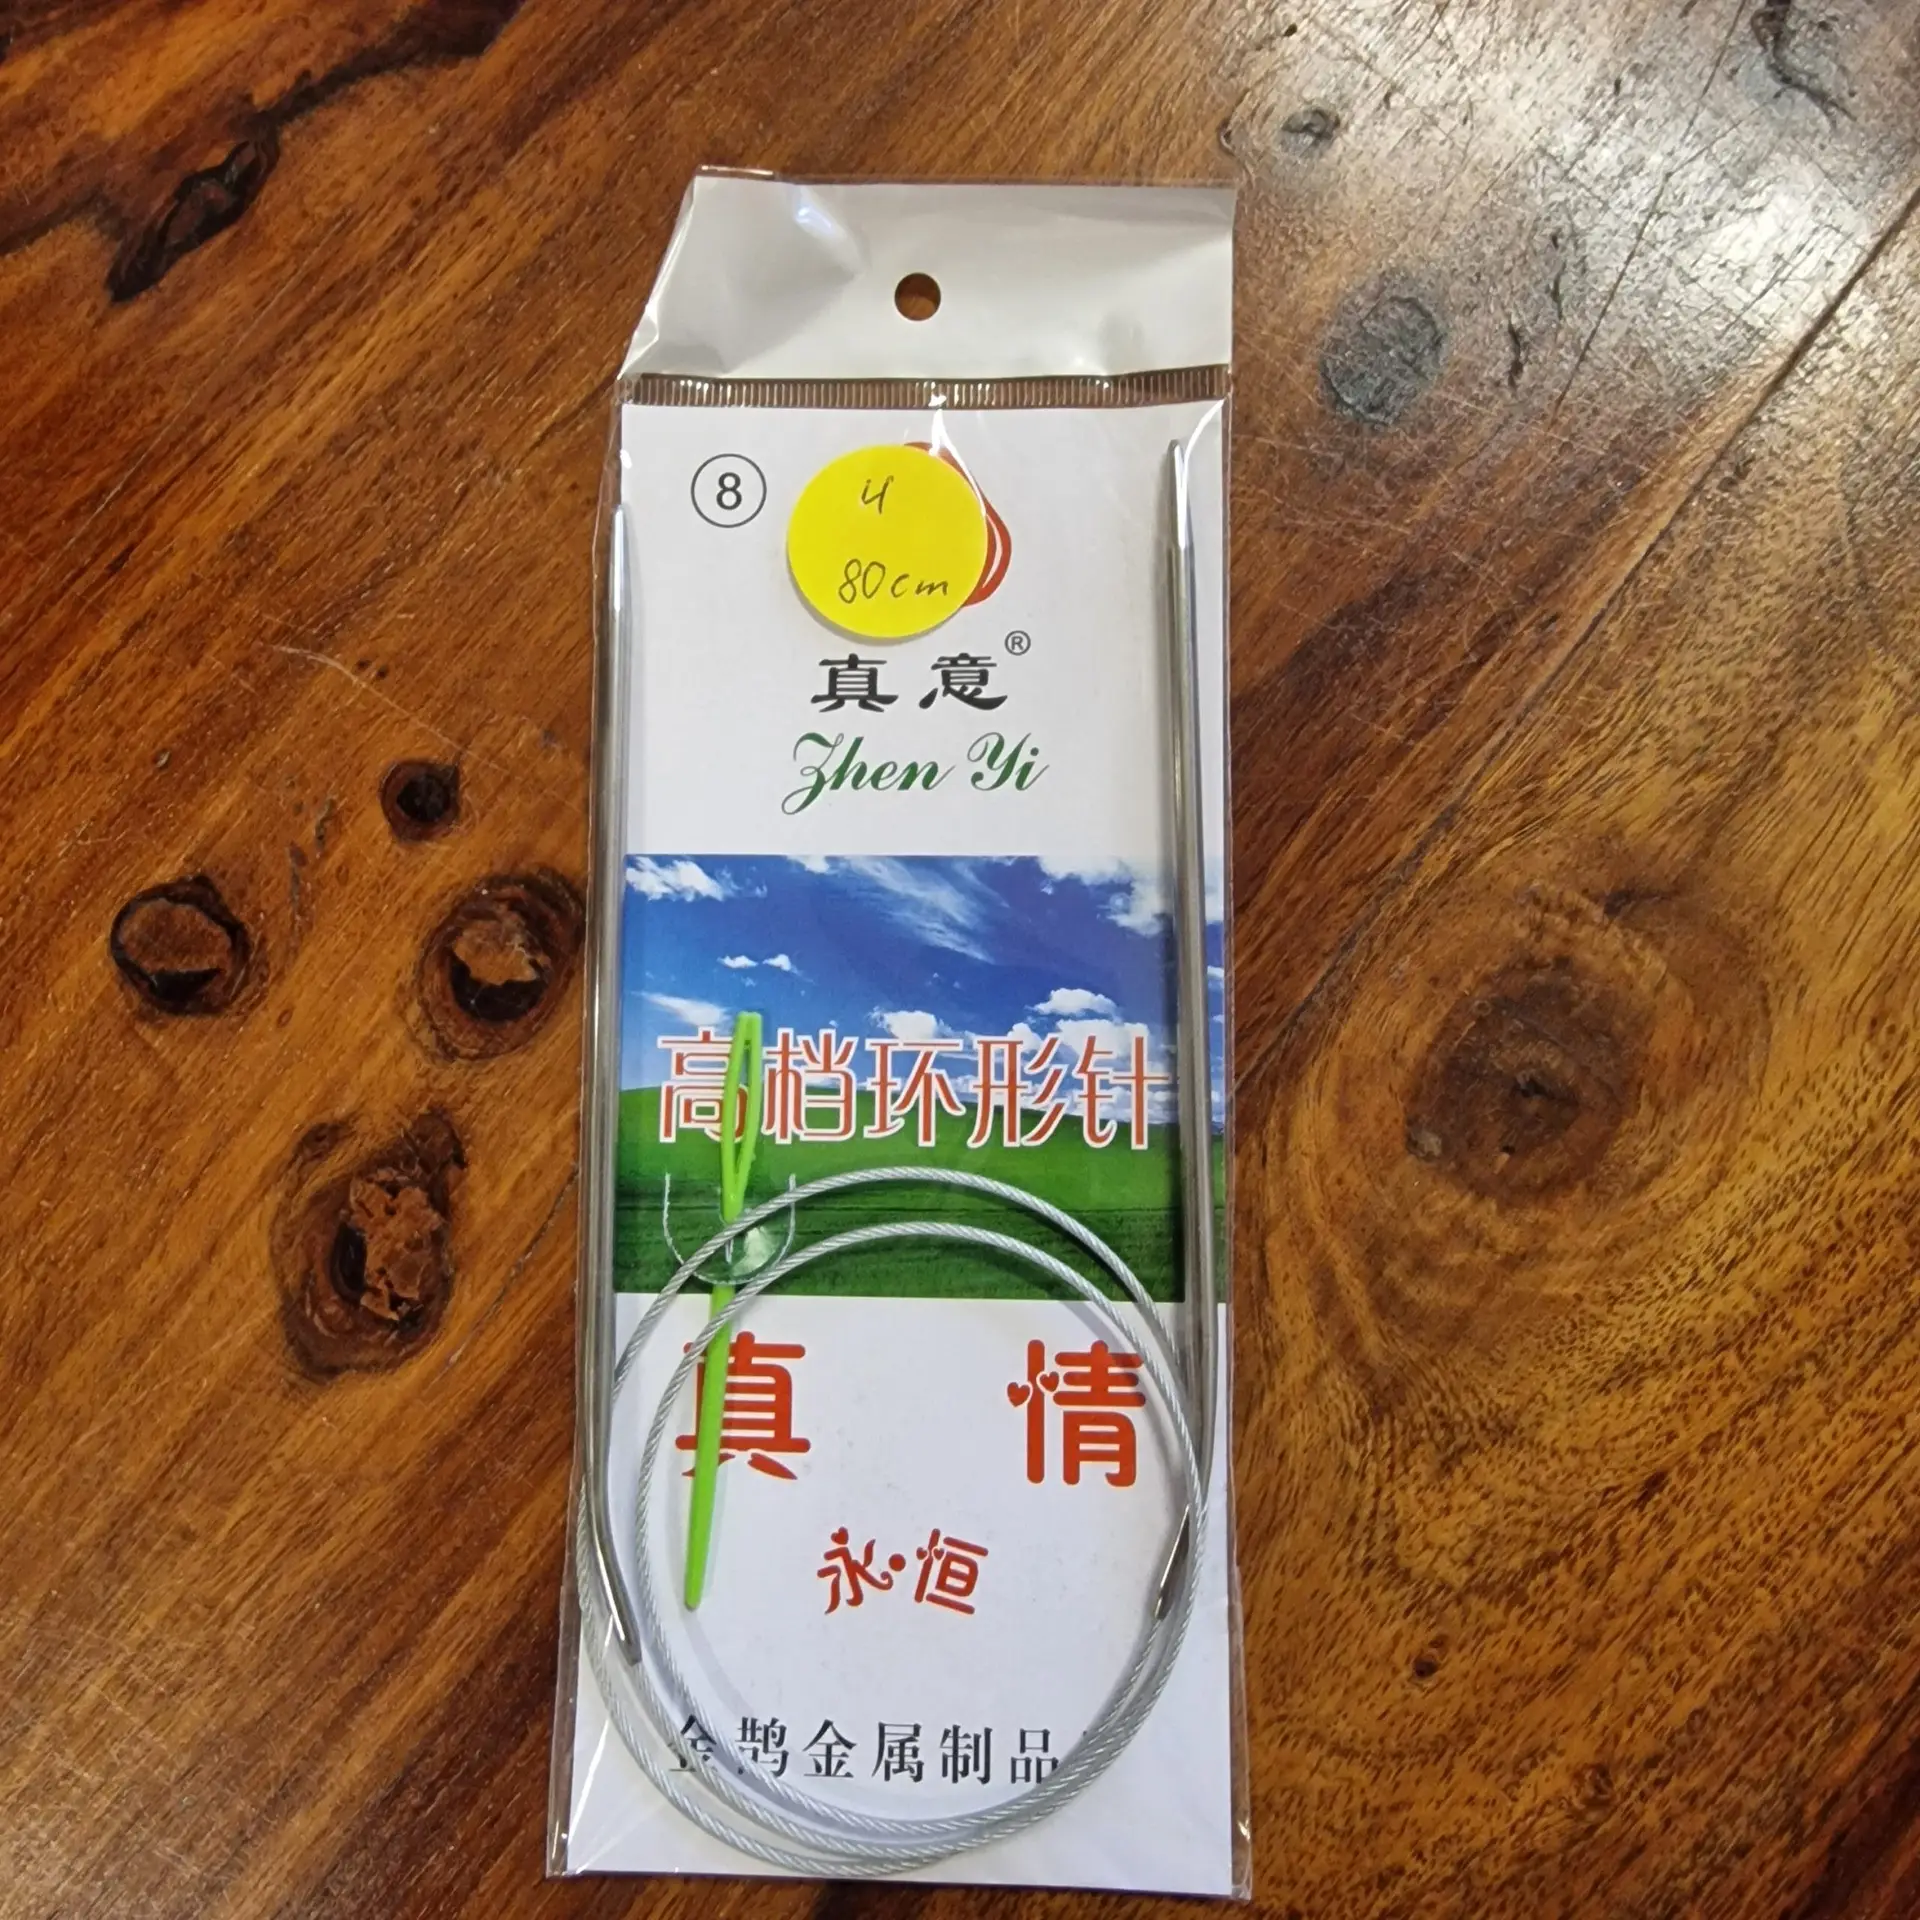 8
4
80cm
真意®
Zhen Yi
高档环形针
真情
永恒
金鹊金属制品